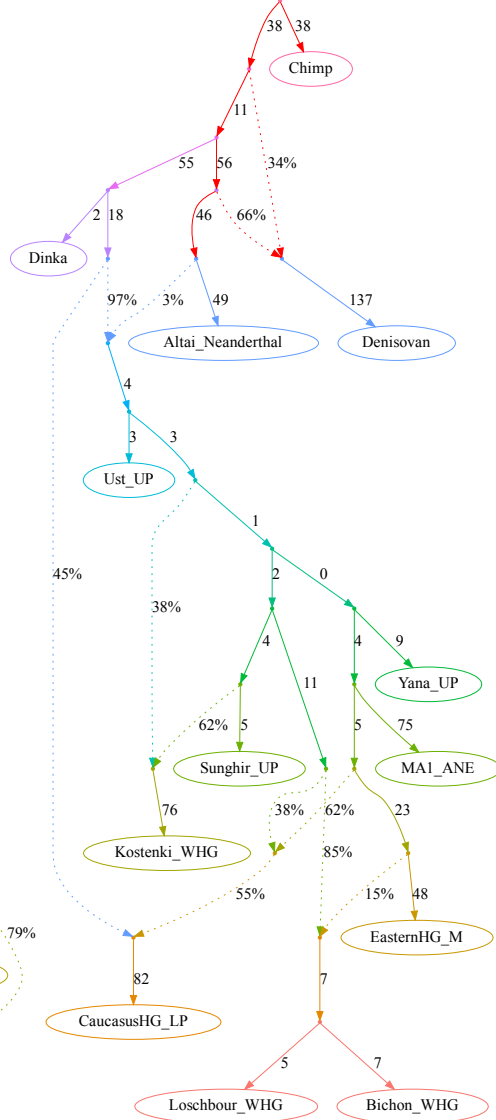 38 38
Chimp
11
55 56 34%
2 18 46 66%
Dinka
97% 3% 49 137
Altai_Neanderthal Denisovan
4
3 3
Ust_UP
1
45% 38% 2 0
4 11 4 9
Yana_UP
62% 5 5 75
Sunghir_UP MA1_ANE
76 38% 62% 23
Kostenki_WHG 85%
55% 15% 48
79% EasternHG_M
82 7
CaucasusHG_LP
5 7
Loschbour_WHG Bichon_WHG